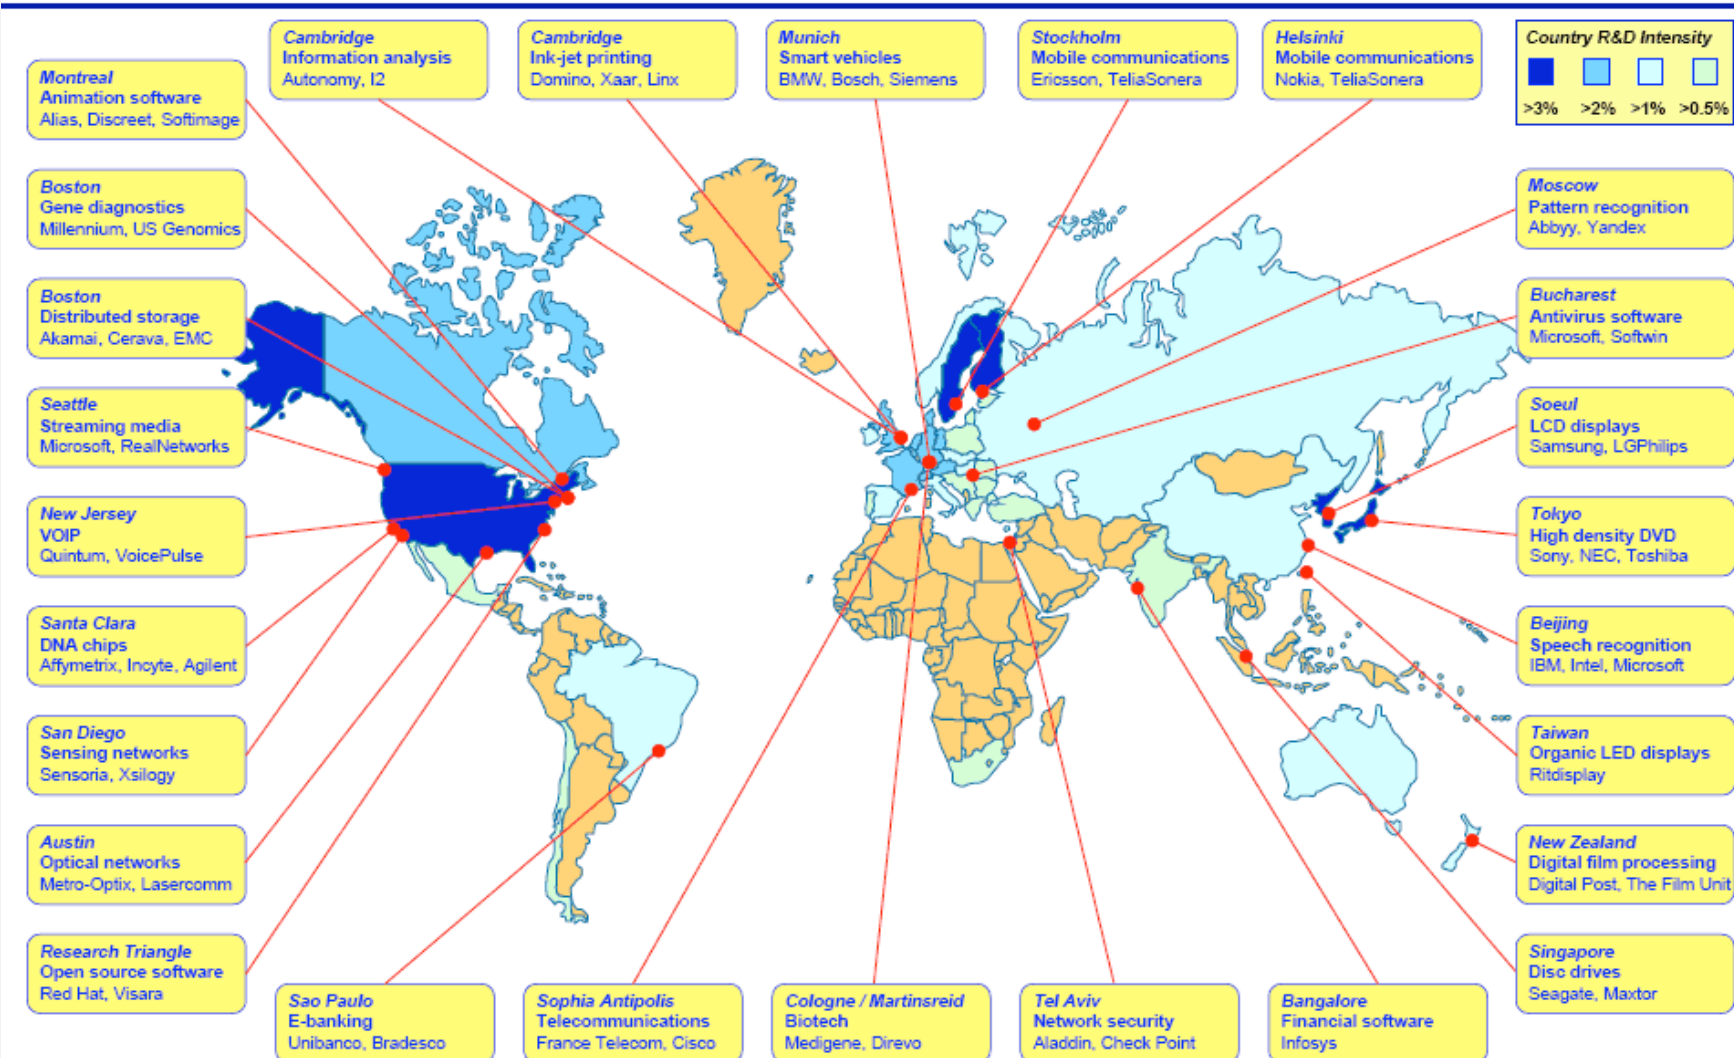 Cambridge
Information analysis
Autonomy, I2
Cambridge
Ink-jet printing
Domino, Xaar, Linx
Munich
Smart vehicles
BMW, Bosch, Siemens
Stockholm
Mobile communications
Ericsson, TeliaSonera
Helsinki
Mobile communications
Nokia, TeliaSonera
Country R&D Intensity
>3% >2% >1% >0.5%
Montreal
Animation software
Alias, Discreet, Softimage
Boston
Gene diagnostics
Millennium, US Genomics
Boston
Distributed storage
Akamai, Cerava, EMC
Seattle
Streaming media
Microsoft, RealNetworks
New Jersey
VOIP
Quintum, VoicePulse
Santa Clara
DNA chips
Affymetrix, Incyte, Agilent
San Diego
Sensing networks
Sensoria, Xsilogy
Austin
Optical networks
Metro-Optix, Lasercomm
Research Triangle
Open source software
Red Hat, Visara
Moscow
Pattern recognition
Abbyy, Yandex
Bucharest
Antivirus software
Microsoft, Softwin
Soeul
LCD displays
Samsung, LGPhilips
Tokyo
High density DVD
Sony, NEC, Toshiba
Beijing
Speech recognition
IBM, Intel, Microsoft
Taiwan
Organic LED displays
Ritdisplay
New Zealand
Digital film processing
Digital Post, The Film Unit
Singapore
Disc drives
Seagate, Maxtor
Sao Paulo
E-banking
Unibanco, Bradesco
Sophia Antipolis
Telecommunications
France Telecom, Cisco
Cologne / Martinsreid
Biotech
Medigene, Direvo
Tel Aviv
Network security
Aladdin, Check Point
Bangalore
Financial software
Infosys